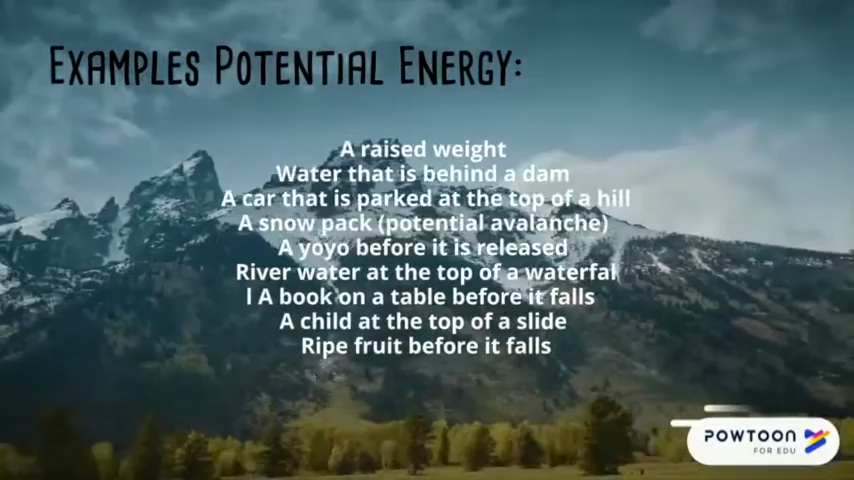 EXAMPLES POTENTIAL ENERGY:
A raised weight
Water that is behind a dam
A car that is parked at the top of a hill
A snow pack (potential avalanche)
A yoyo before it is released
River water at the top of a waterfal
l A book on a table before it falls
A child at the top of a slide
Ripe fruit before it falls
POWTOON
FOR EDU